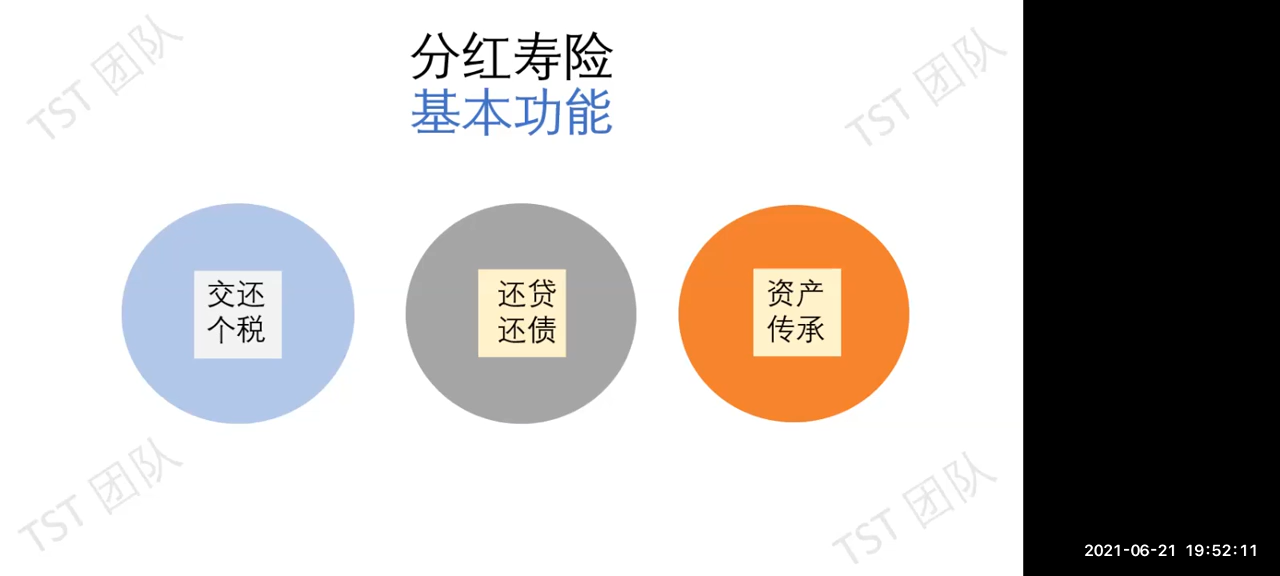 分红寿险
基本功能
交还
个税
还贷
还债
资产
传承
TST 团队
TST 团队
TST 团队
TST 团队
2021-06-21 19:52:11